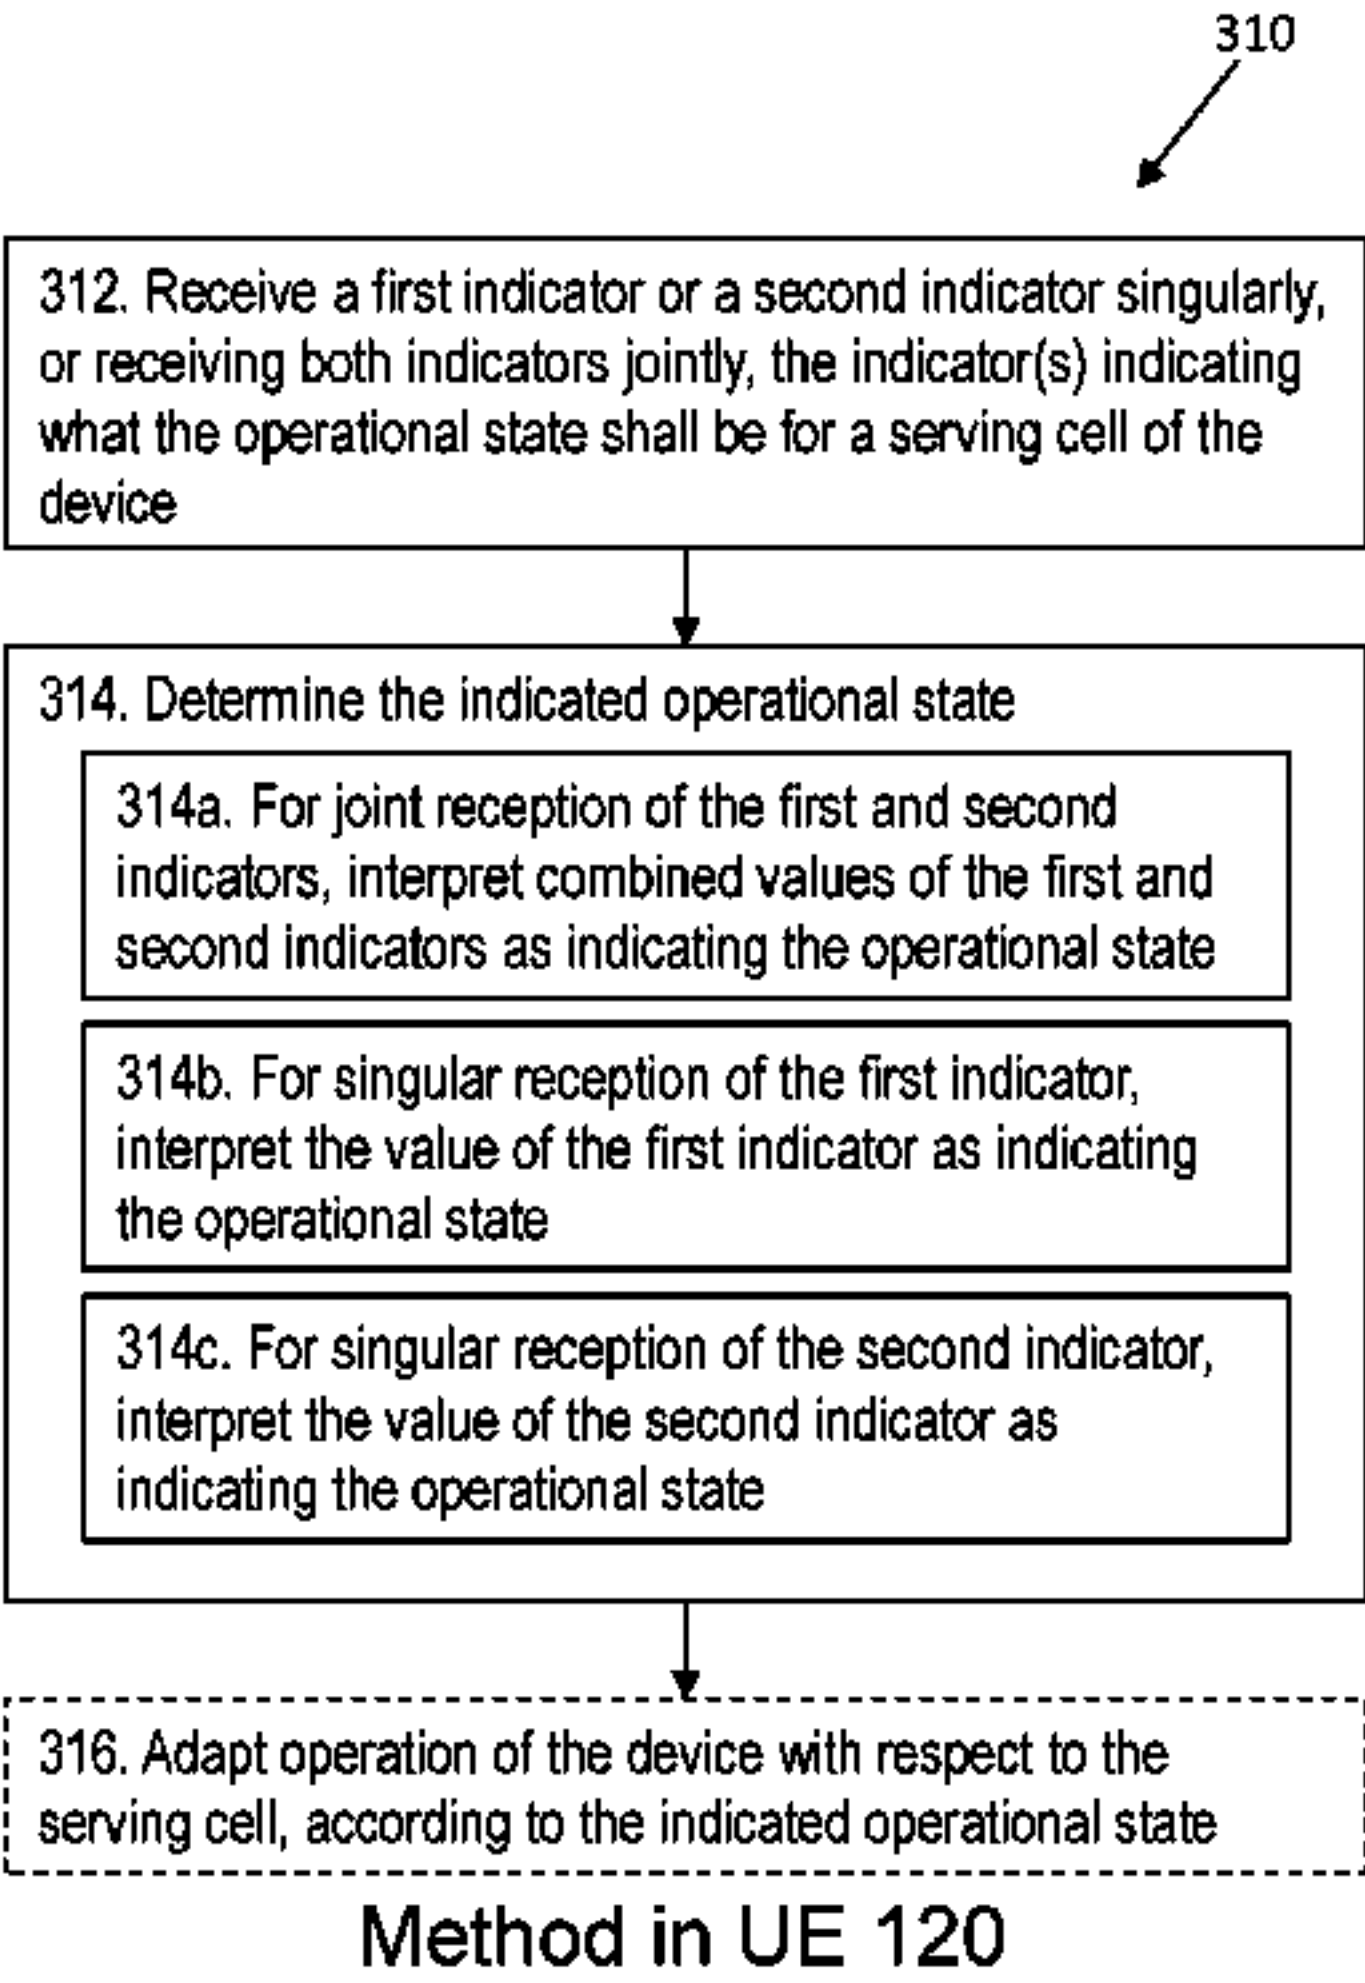 310
312. Receive a first indicator or a second indicator singularly,
or receiving both indicators jointly, the indicator(s) indicating
what the operational state shall be for a serving cell of the
device
314. Determine the indicated operational state
314a. For joint reception of the first and second
indicators, interpret combined values of the first and
second indicators as indicating the operational state
314b. For singular reception of the first indicator,
interpret the value of the first indicator as indicating
the operational state
314c. For singular reception of the second indicator,
interpret the value of the second indicator as
indicating the operational state
316. Adapt operation of the device with respect to the
serving cell, according to the indicated operational state
Method in UE 120